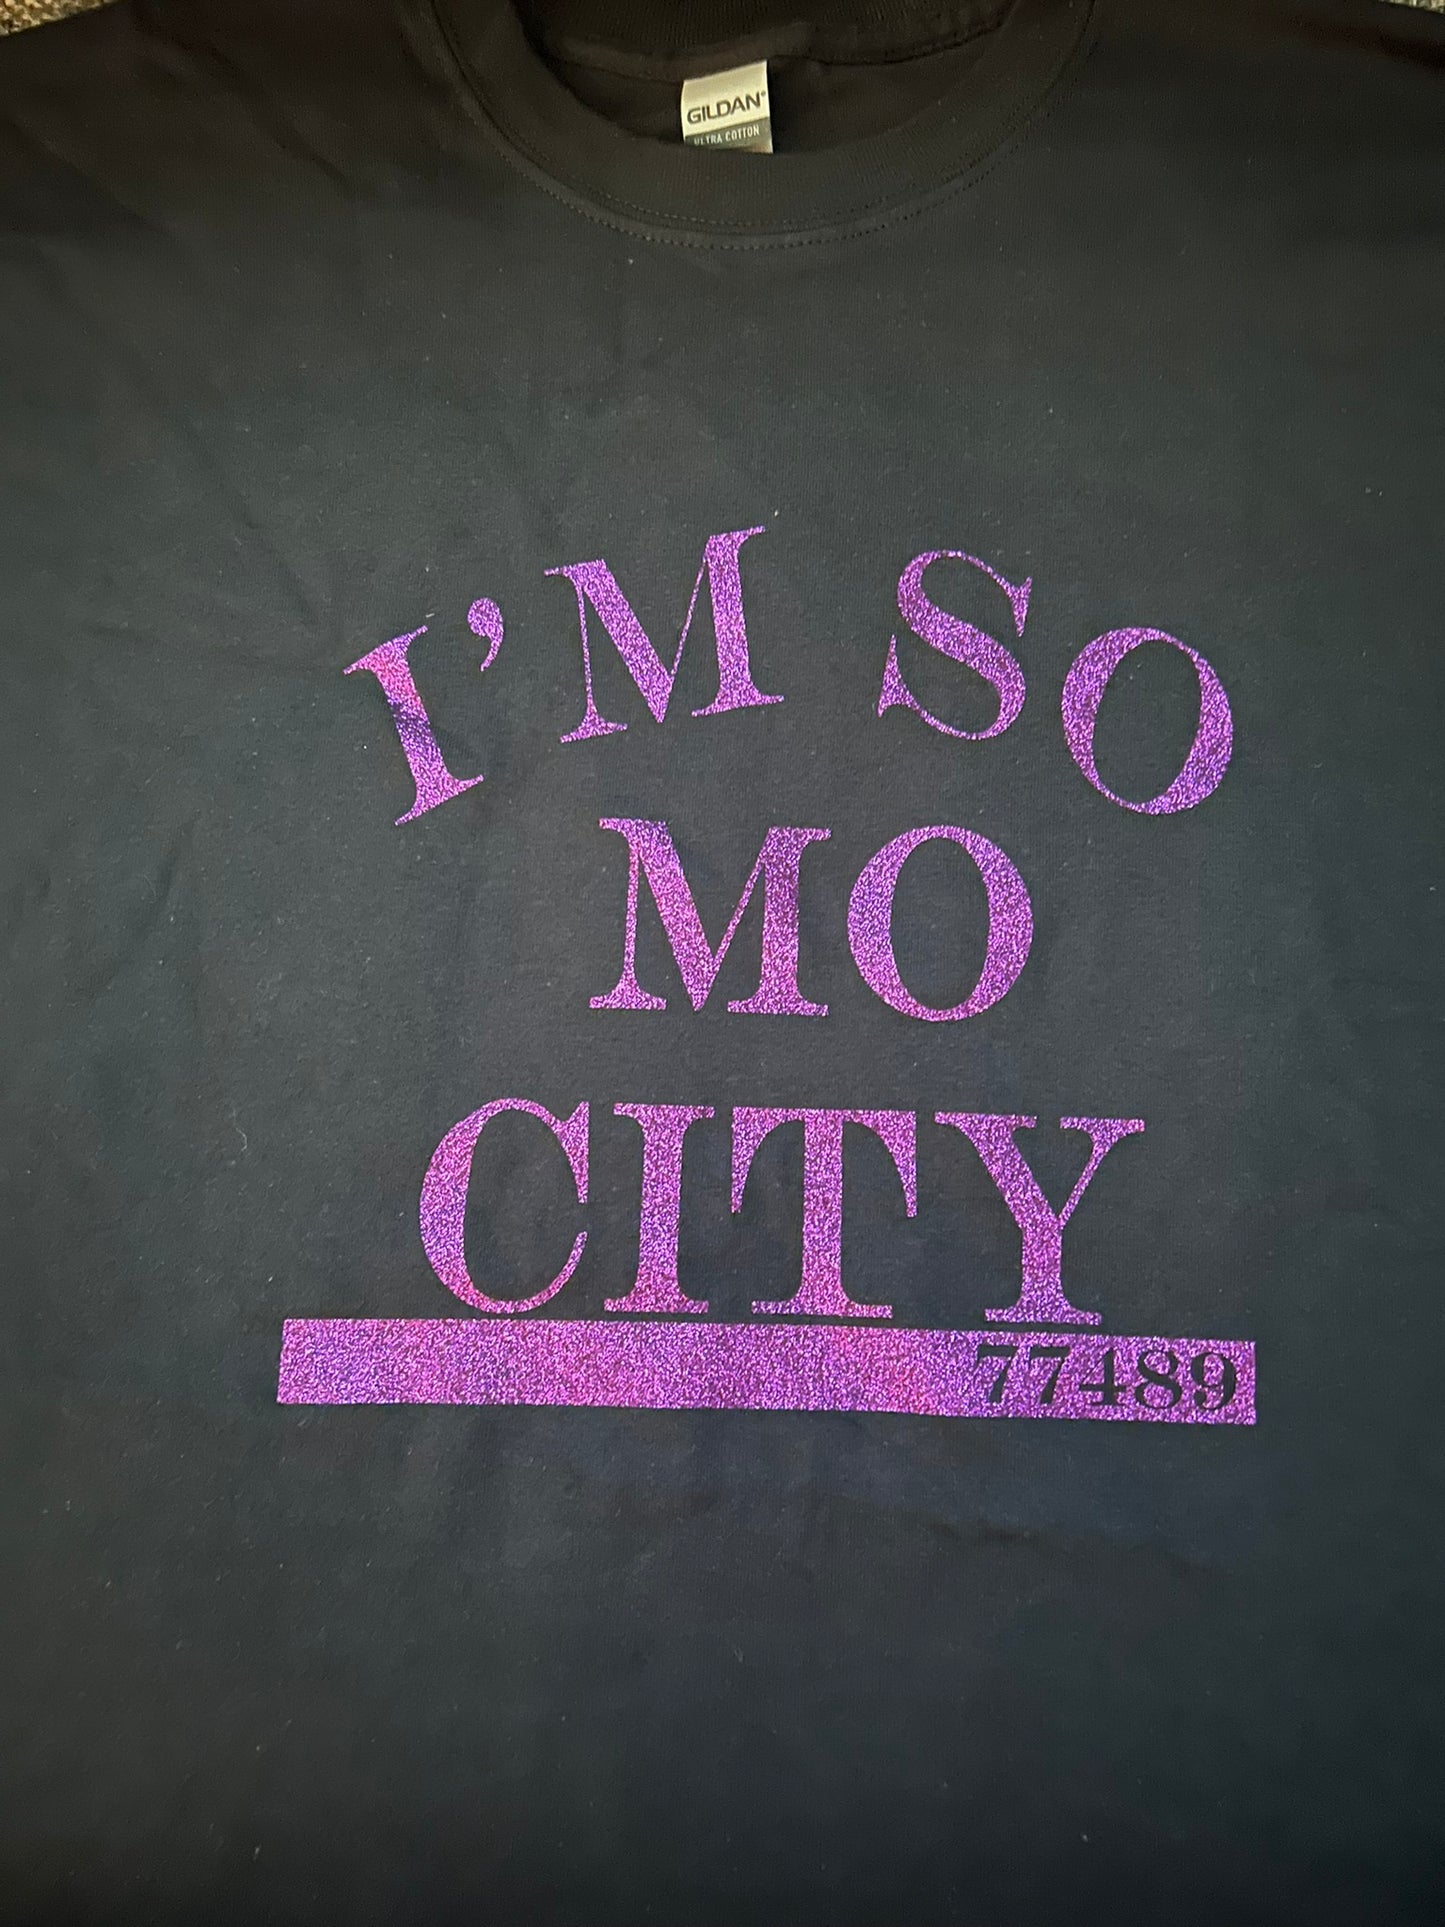 GILDAN®
ULTRA COTTON
I'M SO
MO
CITY
77489